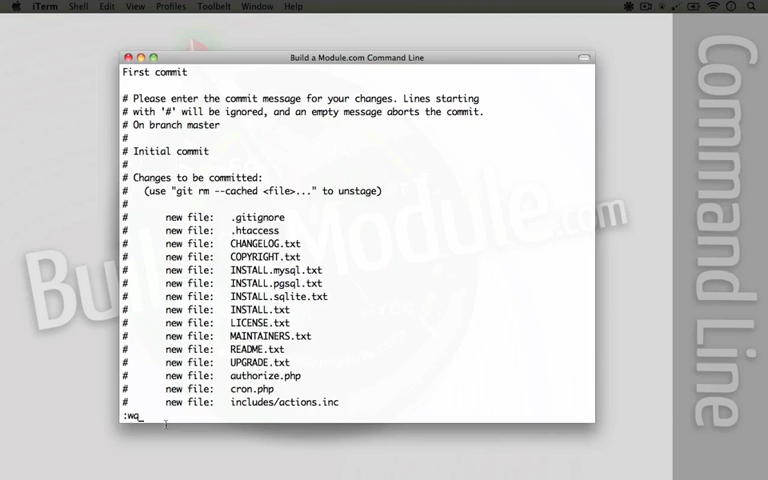 iTerm Shell Edit View Profiles Toolbelt Window Help
Build a Module.com Command Line
First commit
# Please enter the commit message for your changes. Lines starting
# with '#' will be ignored, and an empty message aborts the commit.
# On branch master
#
# Initial commit
#
# Changes to be committed:
#   (use "git rm --cached <file>..." to unstage)
#
#       new file:   .gitignore
#       new file:   .htaccess
#       new file:   CHANGELOG.txt
#       new file:   COPYRIGHT.txt
#       new file:   INSTALL.mysql.txt
#       new file:   INSTALL.pgsql.txt
#       new file:   INSTALL.sqlite.txt
#       new file:   INSTALL.txt
#       new file:   LICENSE.txt
#       new file:   MAINTAINERS.txt
#       new file:   README.txt
#       new file:   UPGRADE.txt
#       new file:   authorize.php
#       new file:   cron.php
#       new file:   includes/actions.inc
:wq
Module.com
Command Line